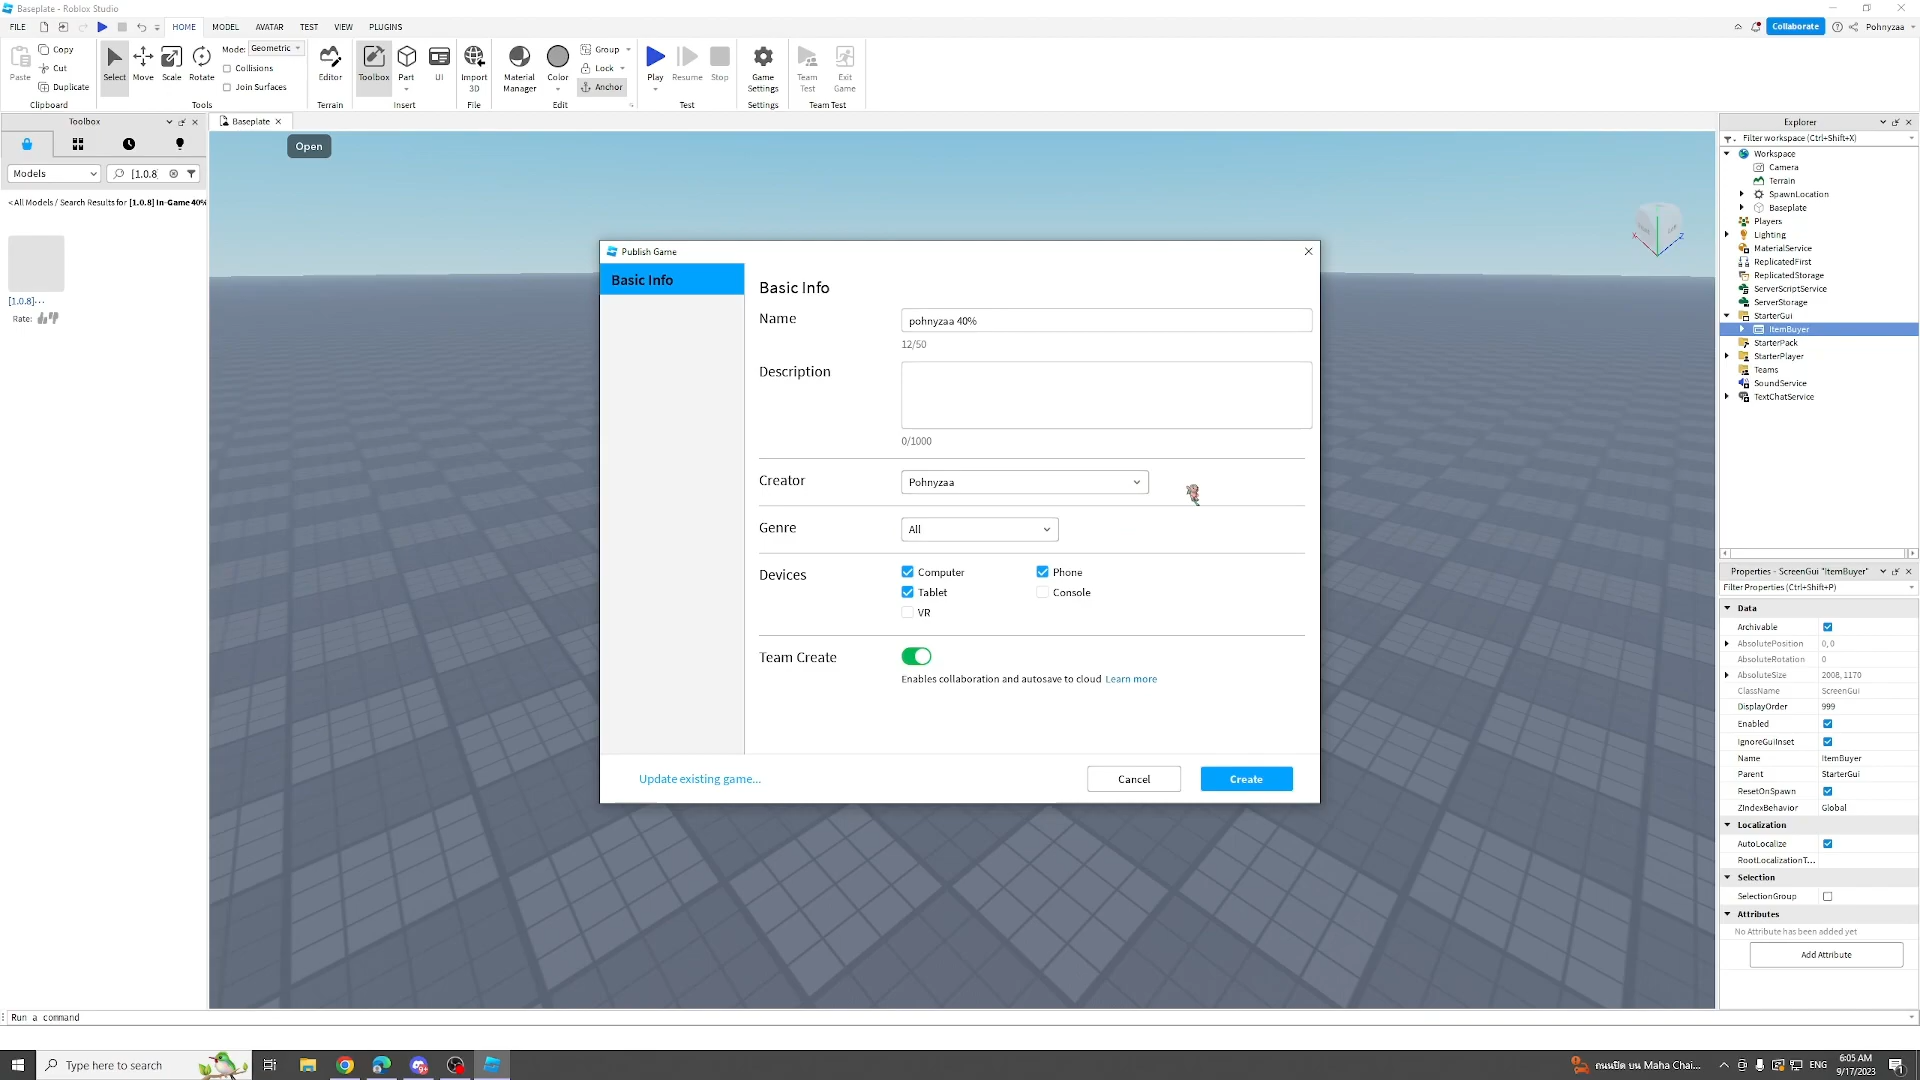 Baseplate - Roblox Studio
FILE
HOME
MODEL
AVATAR
TEST
VIEW
PLUGINS
Collaborate
Pohnyzaa
Paste
Copy
Cut
Duplicate
Clipboard
Select
Move
Scale
Rotate
Mode: Geometric
Collisions
Join Surfaces
Tools
Editor
Terrain
Toolbox
Part
UI
Insert
Import
3D
File
Material
Manager
Color
Group
Lock
Anchor
Edit
Play
Resume
Stop
Test
Game
Settings
Settings
Team
Test
Exit
Game
Team Test
Toolbox
Models
[1.0.8]
<All Models / Search Results for [1.0.8] In-Game 40%
[1.0.8]...
Rate:
Baseplate
Open
Publish Game
Basic Info
Basic Info
Name
pohnyzaa 40%
12/50
Description
0/1000
Creator
Pohnyzaa
Genre
All
Devices
Computer
Phone
Tablet
Console
VR
Team Create
Enables collaboration and autosave to cloud Learn more
Update existing game...
Cancel
Create
Explorer
Filter workspace (Ctrl+Shift+X)
Workspace
Camera
Terrain
SpawnLocation
Baseplate
Players
Lighting
MaterialService
ReplicatedFirst
ReplicatedStorage
ServerScriptService
ServerStorage
StarterGui
ItemBuyer
StarterPack
StarterPlayer
Teams
SoundService
TextChatService
Properties - ScreenGui "ItemBuyer"
Filter Properties (Ctrl+Shift+P)
Data
Archivable
AbsolutePosition 0, 0
AbsoluteRotation 0
AbsoluteSize 2008, 1170
ClassName ScreenGui
DisplayOrder 999
Enabled
IgnoreGuiInset
Name ItemBuyer
Parent StarterGui
ResetOnSpawn
ZIndexBehavior Global
Localization
AutoLocalize
RootLocalizationT...
Selection
SelectionGroup
Attributes
No Attribute has been added yet
Add Attribute
Run a command
Type here to search
ถนนปิด บน Maha Chai...
ENG
6:05 AM
9/17/2023